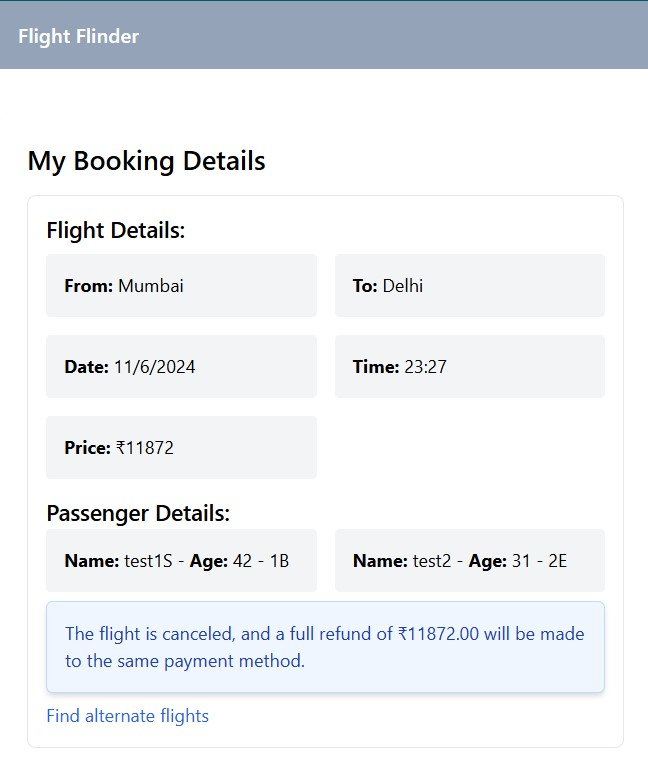 Flight Flinder
My Booking Details
Flight Details:
From: Mumbai
To: Delhi
Date: 11/6/2024
Time: 23:27
Price: ₹11872
Passenger Details:
Name: test1S - Age: 42 - 1B
Name: test2 - Age: 31 - 2E
The flight is canceled, and a full refund of ₹11872.00 will be made
to the same payment method.
Find alternate flights